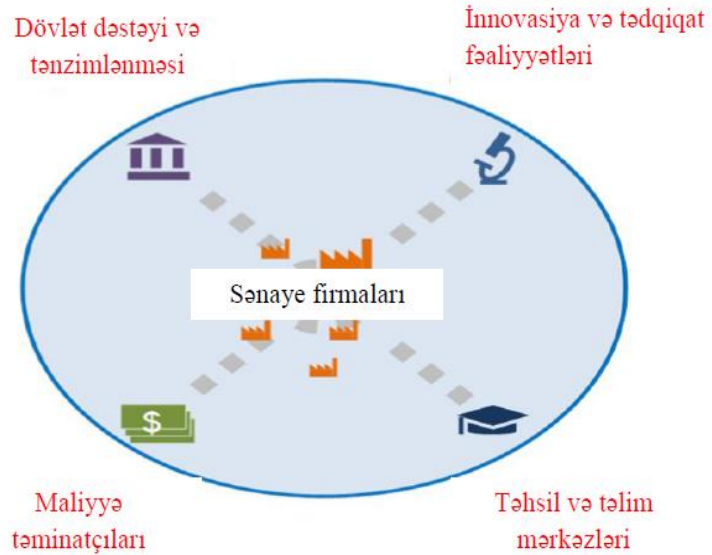 Dövlət dəstəyi və
tənzimlənməsi
İnnovasiya və tədqiqat
fəaliyyətləri
Sənaye firmaları
$
Maliyyə
təminatçıları
Təhsil və təlim
mərkəzləri